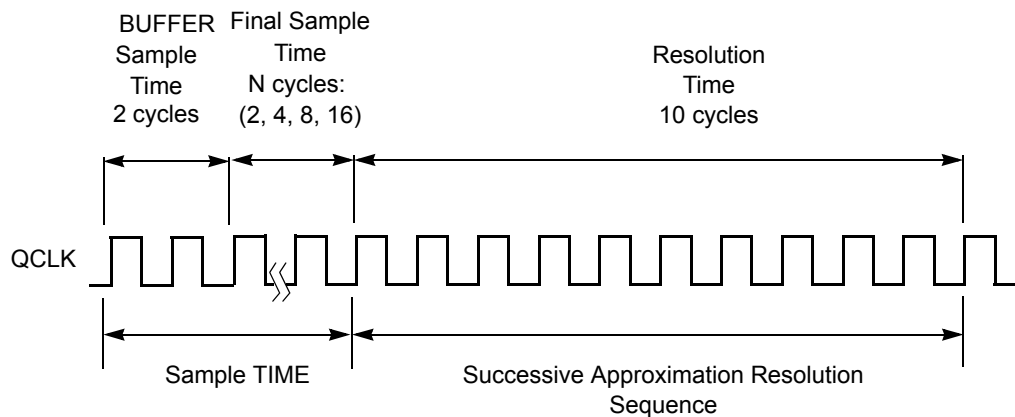 BUFFER
Sample
Time
2 cycles
Final Sample
Time
N cycles:
(2, 4, 8, 16)
Resolution
Time
10 cycles
QCLK
Sample TIME
Successive Approximation Resolution
Sequence